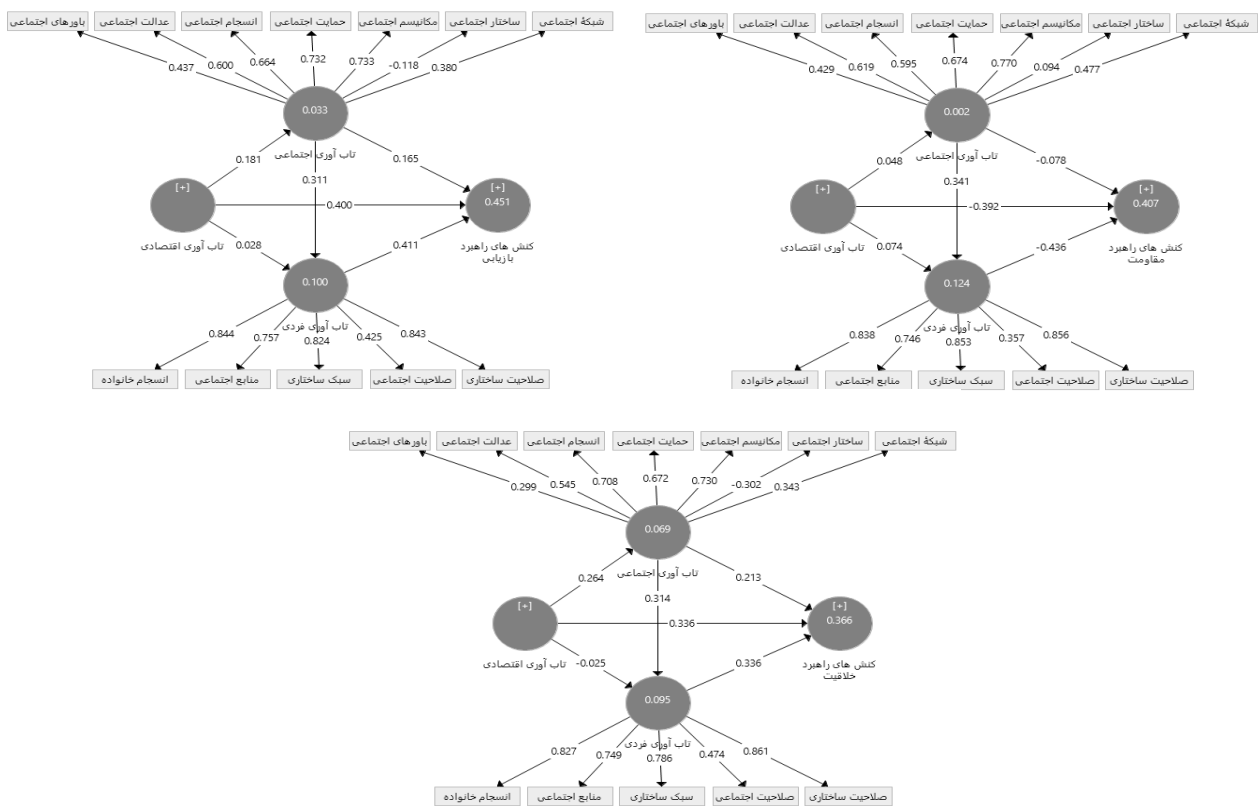 شبکهٔ اجتماعی
ساختار اجتماعی
مکانیسم اجتماعی
حمایت اجتماعی
انسجام اجتماعی
عدالت اجتماعی
باورهای اجتماعی
0.437
0.600
0.664
0.732
0.733
-0.118
0.380
0.033
تاب آوری اجتماعی
0.181
0.165
0.311
[+]
تاب آوری اقتصادی
0.400
[+]
0.451
کنش های راهبرد
بازیابی
0.028
0.411
0.100
تاب آوری فردی
0.844
0.757
0.824
0.425
0.843
صلاحیت ساختاری
صلاحیت اجتماعی
سبک ساختاری
منابع اجتماعی
انسجام خانواده
شبکهٔ اجتماعی
ساختار اجتماعی
مکانیسم اجتماعی
حمایت اجتماعی
انسجام اجتماعی
عدالت اجتماعی
باورهای اجتماعی
0.429
0.619
0.595
0.674
0.770
0.094
0.477
0.002
تاب آوری اجتماعی
0.048
-0.078
0.341
[+]
تاب آوری اقتصادی
-0.392
[+]
0.407
کنش های راهبرد
مقاومت
0.074
-0.436
0.124
تاب آوری فردی
0.838
0.746
0.853
0.357
0.856
صلاحیت ساختاری
صلاحیت اجتماعی
سبک ساختاری
منابع اجتماعی
انسجام خانواده
شبکهٔ اجتماعی
ساختار اجتماعی
مکانیسم اجتماعی
حمایت اجتماعی
انسجام اجتماعی
عدالت اجتماعی
باورهای اجتماعی
0.299
0.545
0.708
0.672
0.730
-0.302
0.343
0.069
تاب آوری اجتماعی
0.264
0.213
0.314
[+]
تاب آوری اقتصادی
0.336
[+]
0.366
کنش های راهبرد
خلاقیت
-0.025
0.336
0.095
تاب آوری فردی
0.827
0.749
0.786
0.474
0.861
صلاحیت ساختاری
صلاحیت اجتماعی
سبک ساختاری
منابع اجتماعی
انسجام خانواده